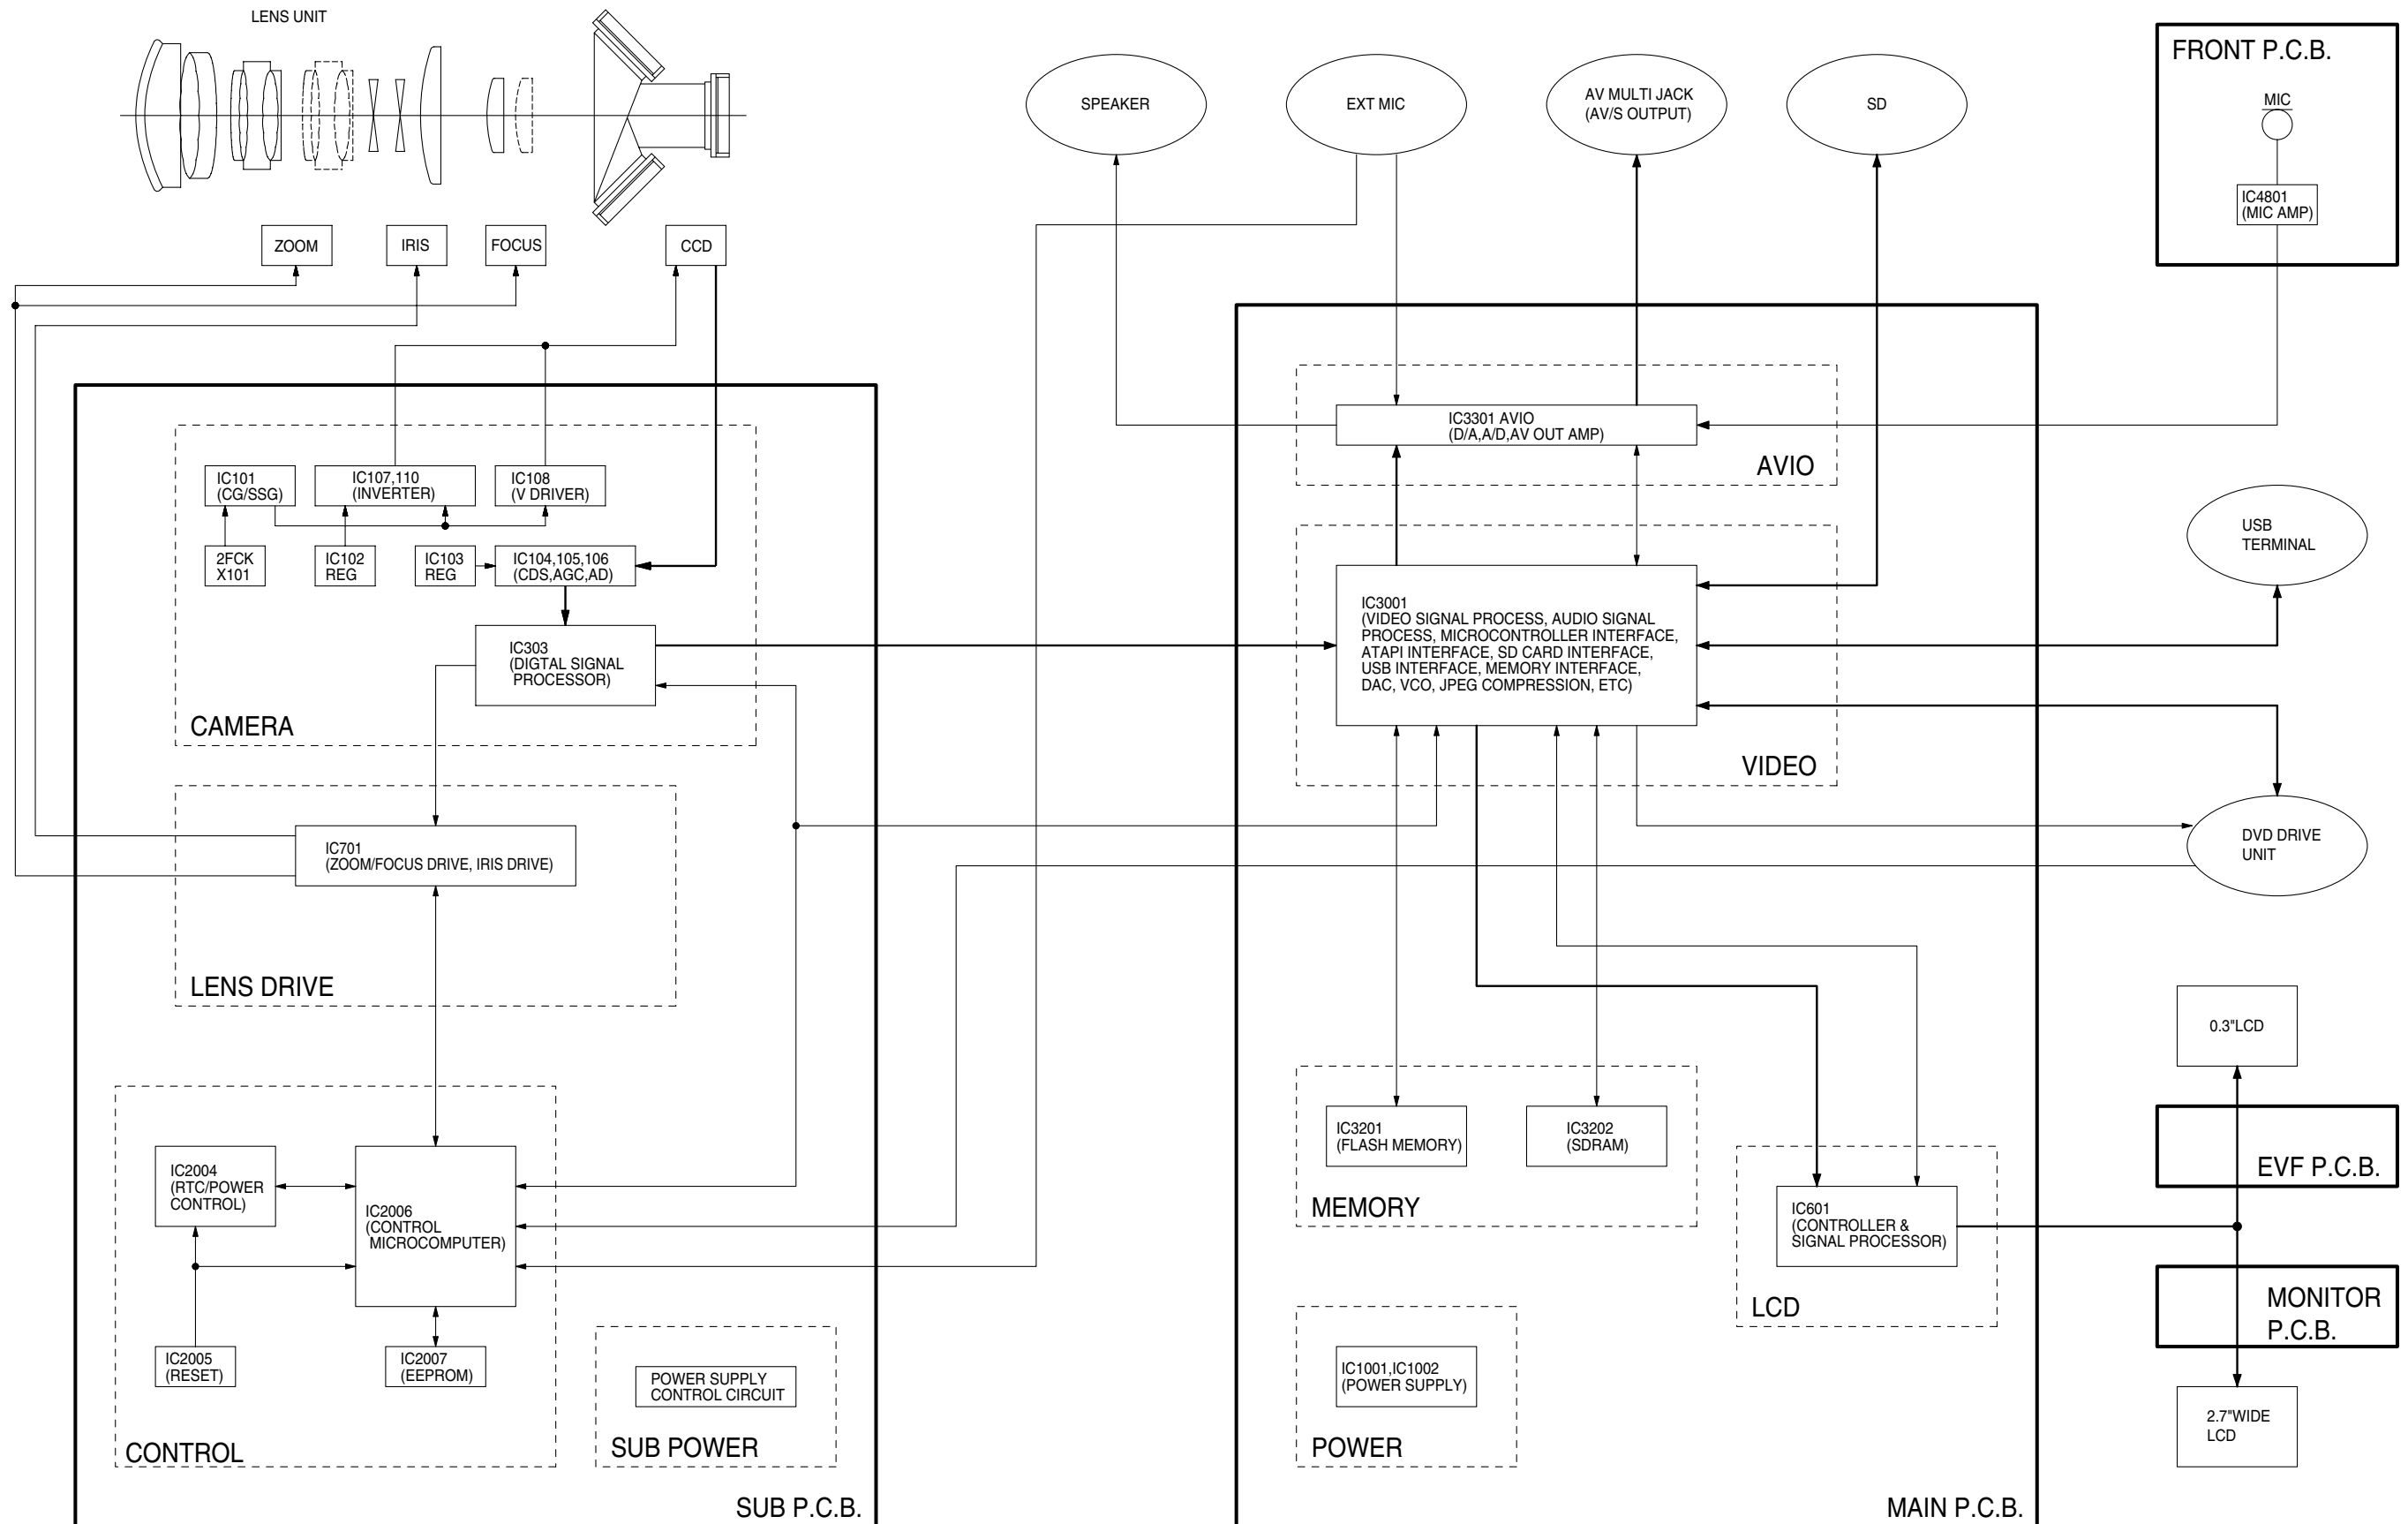 LENS UNIT
ZOOM
IRIS
FOCUS
CCD
SPEAKER
EXT MIC
AV MULTI JACK
(AV/S OUTPUT)
SD
FRONT P.C.B.
MIC
IC4801
(MIC AMP)
IC101
(CG/SSG)
IC107,110
(INVERTER)
IC108
(V DRIVER)
2FCK
X101
IC102
REG
IC103
REG
IC104,105,106
(CDS,AGC,AD)
IC303
(DIGTAL SIGNAL
PROCESSOR)
CAMERA
IC701
(ZOOM/FOCUS DRIVE, IRIS DRIVE)
LENS DRIVE
IC2004
(RTC/POWER
CONTROL)
IC2006
(CONTROL
MICROCOMPUTER)
IC2005
(RESET)
IC2007
(EEPROM)
CONTROL
POWER SUPPLY
CONTROL CIRCUIT
SUB POWER
SUB P.C.B.
IC3301 AVIO
(D/A,A/D,AV OUT AMP)
AVIO
IC3001
(VIDEO SIGNAL PROCESS, AUDIO SIGNAL
PROCESS, MICROCONTROLLER INTERFACE,
ATAPI INTERFACE, SD CARD INTERFACE,
USB INTERFACE, MEMORY INTERFACE,
DAC, VCO, JPEG COMPRESSION, ETC)
VIDEO
IC3201
(FLASH MEMORY)
IC3202
(SDRAM)
MEMORY
IC601
(CONTROLLER &
SIGNAL PROCESSOR)
LCD
IC1001,IC1002
(POWER SUPPLY)
POWER
MAIN P.C.B.
USB
TERMINAL
DVD DRIVE
UNIT
0.3"LCD
EVF P.C.B.
MONITOR
P.C.B.
2.7"WIDE
LCD